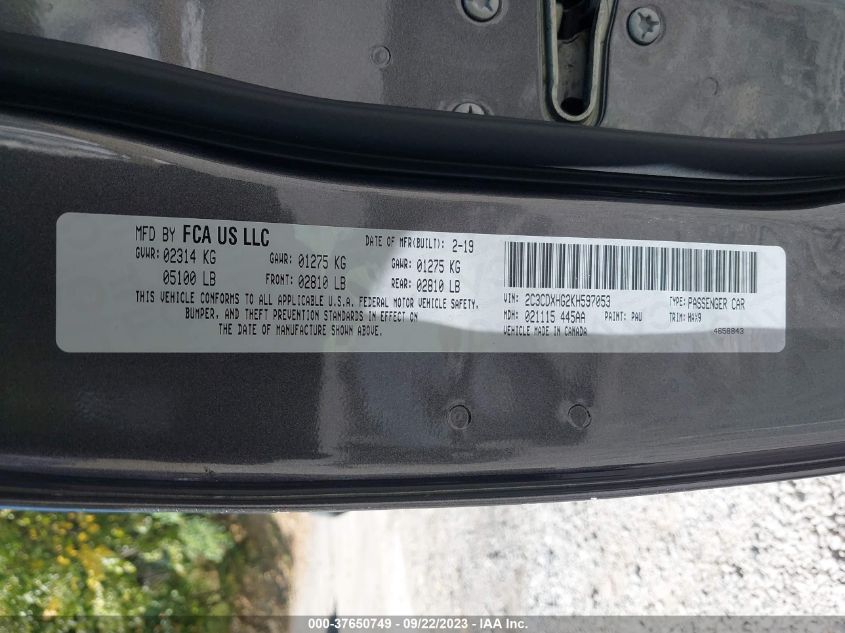 MFD BY FCA US LLC
DATE OF MFR(BUILT): 2-19
GVWR: 02314 KG GAWR: 01275 KG GAWR: 01275 KG
05100 LB FRONT: 02810 LB REAR: 02810 LB
THIS VEHICLE CONFORMS TO ALL APPLICABLE U.S.A. FEDERAL MOTOR VEHICLE SAFETY,
BUMPER, AND THEFT PREVENTION STANDARDS IN EFFECT ON
THE DATE OF MANUFACTURE SHOWN ABOVE.
VIN: 2C3CDXHG2KH597053 TYPE: PASSENGER CAR
MDH: 021115 445AA PAINT: PAU TRIM: HAX9
VEHICLE MADE IN CANADA 4658843
000-37650749 - 09/22/2023 - IAA Inc.